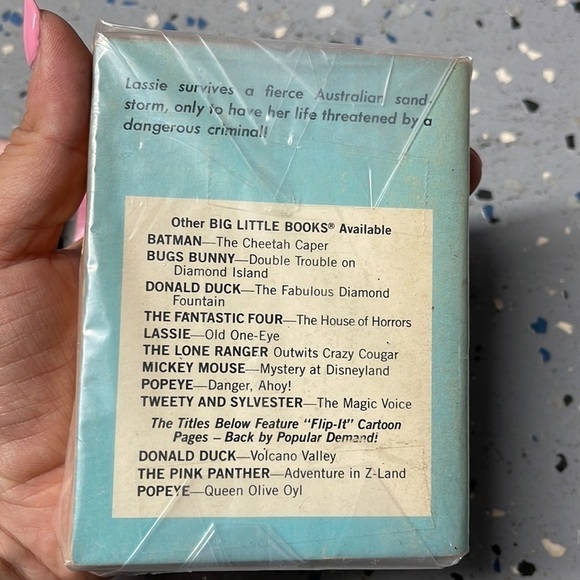 Lassie survives a fierce Australian sand-
storm, only to have her life threatened by a
dangerous criminal!
Other BIG LITTLE BOOKS® Available
BATMAN—The Cheetah Caper
BUGS BUNNY—Double Trouble on
Diamond Island
DONALD DUCK—The Fabulous Diamond
Fountain
THE FANTASTIC FOUR—The House of Horrors
LASSIE—Old One-Eye
THE LONE RANGER Outwits Crazy Cougar
MICKEY MOUSE—Mystery at Disneyland
POPEYE—Danger, Ahoy!
TWEETY AND SYLVESTER—The Magic Voice
The Titles Below Feature "Flip-It" Cartoon
Pages – Back by Popular Demand!
DONALD DUCK—Volcano Valley
THE PINK PANTHER—Adventure in Z-Land
POPEYE—Queen Olive Oyl